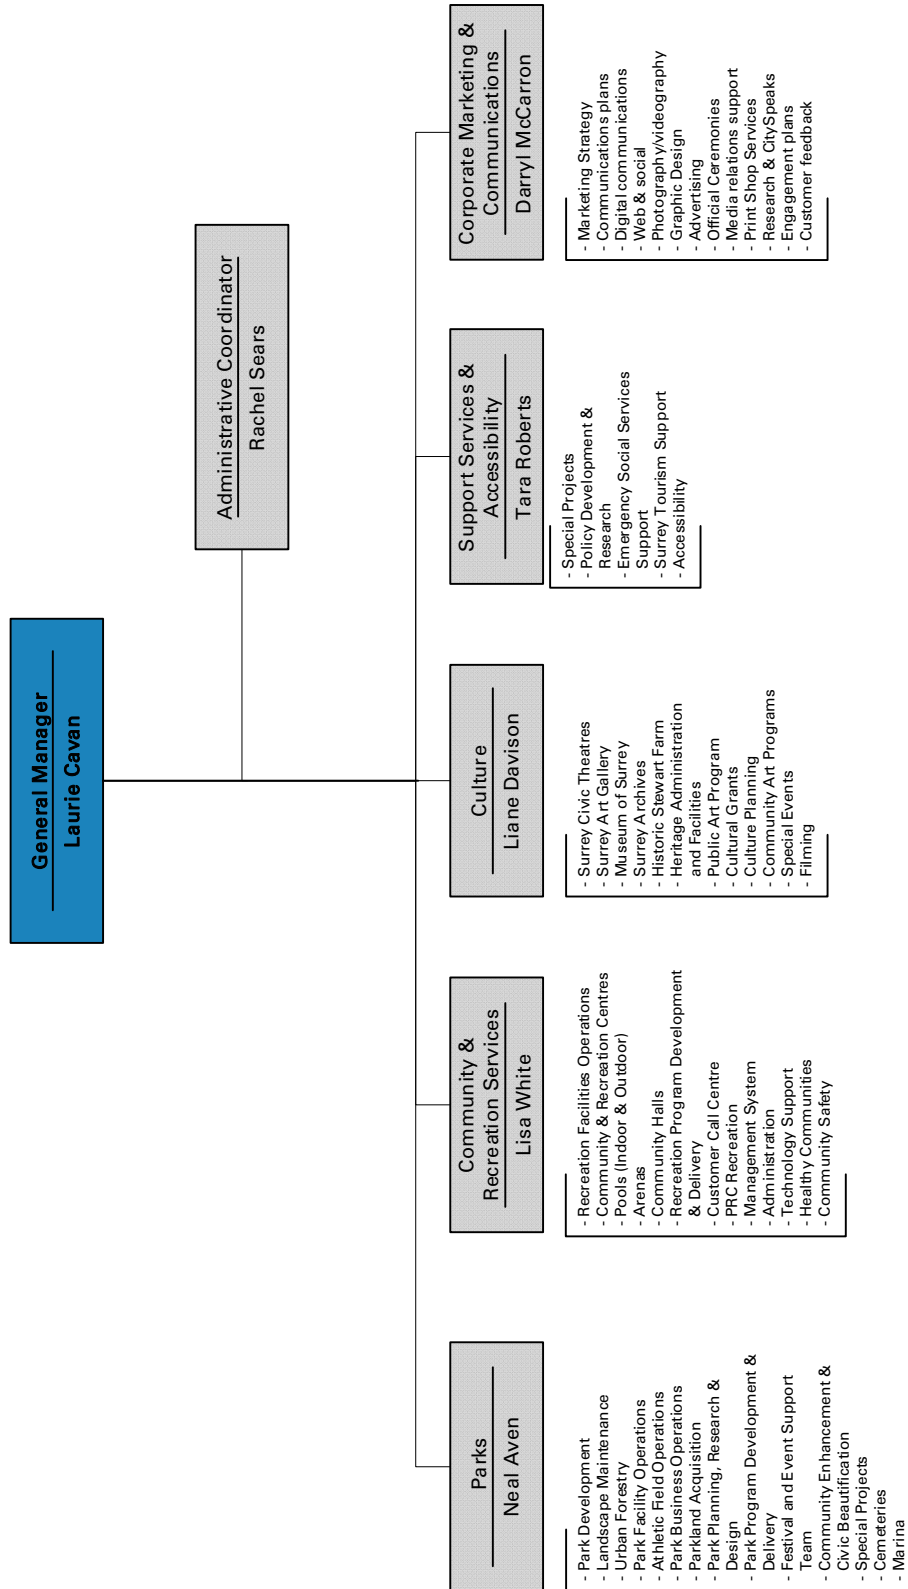 General Manager
Laurie Cavan
Administrative Coordinator
Rachel Sears
Parks
Neal Aven
- Park Development
- Landscape Maintenance
- Urban Forestry
- Park Facility Operations
- Athletic Field Operations
- Park Business Operations
- Parkland Acquisition
- Park Planning, Research &
Design
- Park Program Development &
Delivery
- Festival and Event Support
Team
- Community Enhancement &
Civic Beautification
- Special Projects
- Cemeteries
- Marina
Community &
Recreation Services
Lisa White
- Recreation Facilities Operations
- Community & Recreation Centres
- Pools (Indoor & Outdoor)
- Arenas
- Community Halls
- Recreation Program Development
& Delivery
- Customer Call Centre
- PRC Recreation
- Management System
Administration
- Technology Support
- Healthy Communities
- Community Safety
Culture
Liane Davison
- Surrey Civic Theatres
- Surrey Art Gallery
- Museum of Surrey
- Surrey Archives
- Historic Stewart Farm
- Heritage Administration
and Facilities
- Public Art Program
- Cultural Grants
- Culture Planning
- Community Art Programs
- Special Events
- Filming
Support Services &
Accessibility
Tara Roberts
- Special Projects
- Policy Development &
Research
- Emergency Social Services
Support
- Surrey Tourism Support
- Accessibility
Corporate Marketing &
Communications
Darryl McCarron
- Marketing Strategy
- Communications plans
- Digital communications
- Web & social
- Photography/videography
- Graphic Design
- Advertising
- Official Ceremonies
- Media relations support
- Print Shop Services
- Research & CitySpeaks
- Engagement plans
- Customer feedback